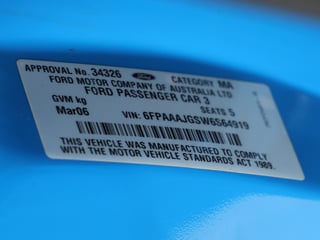 APPROVAL No. 34326 Ford CATEGORY MA
FORD MOTOR COMPANY OF AUSTRALIA LTD
FORD PASSENGER CAR 3
GVM kg SEATS 5
Mar06 VIN: 6FPAAAJGSW6S64919
THIS VEHICLE WAS MANUFACTURED TO COMPLY
WITH THE MOTOR VEHICLE STANDARDS ACT 1989.